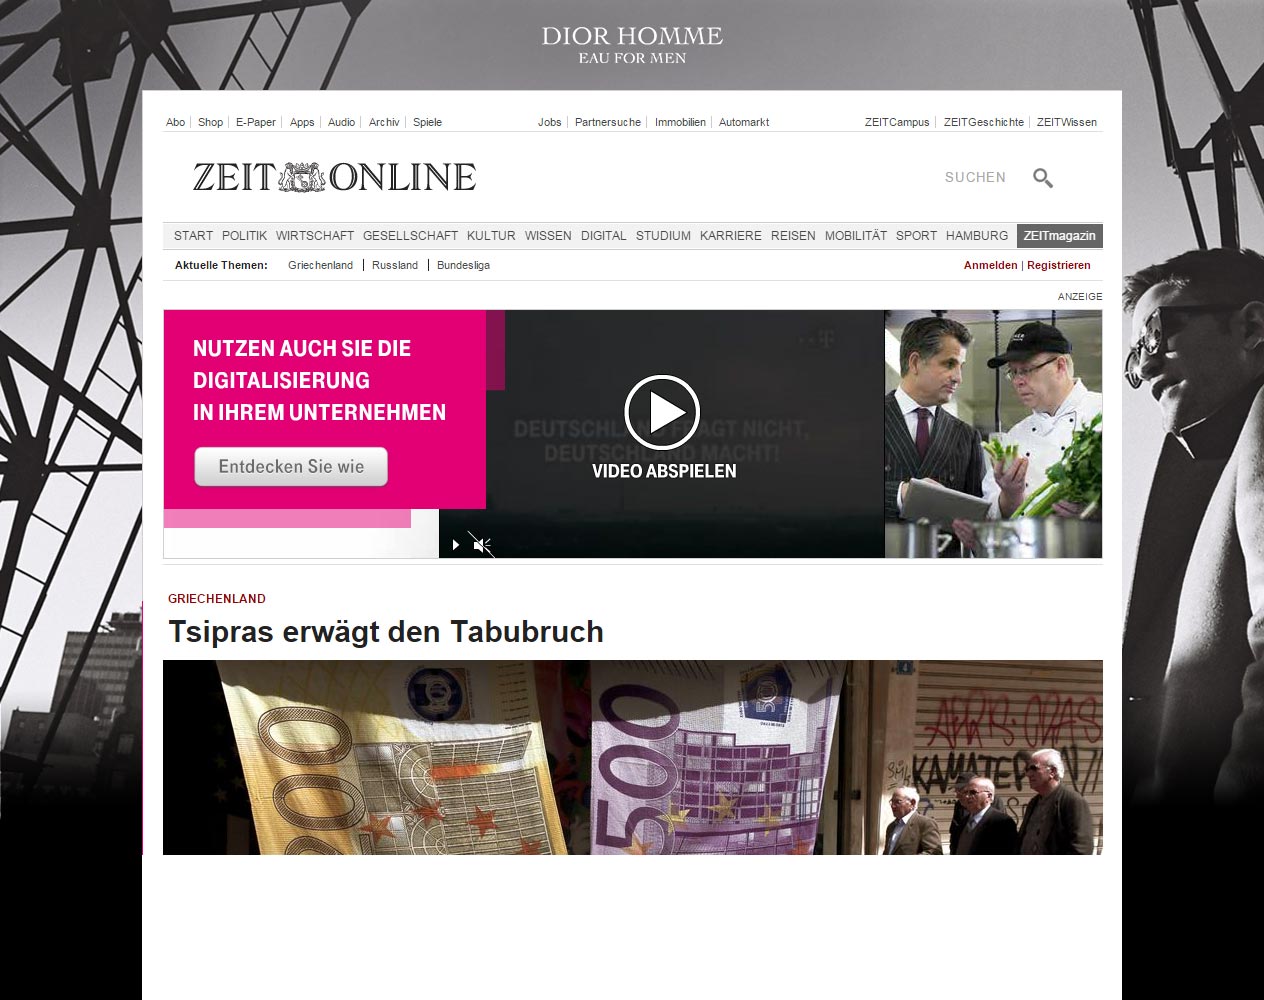 DIOR HOMME
EAU FOR MEN
Abo Shop E-Paper Apps Audio Archiv Spiele Jobs Partnersuche Immobilien Automarkt ZEITCampus ZEITGeschichte ZEITWissen
ZEIT ONLINE
SUCHEN
START POLITIK WIRTSCHAFT GESELLSCHAFT KULTUR WISSEN DIGITAL STUDIUM KARRIERE REISEN MOBILITÄT SPORT HAMBURG ZEITmagazin
Aktuelle Themen: Griechenland | Russland | Bundesliga Anmelden | Registrieren
ANZEIGE
NUTZEN AUCH SIE DIE
DIGITALISIERUNG
IN IHREM UNTERNEHMEN
Entdecken Sie wie
DEUTSCHLAND FRAGT NICHT,
DEUTSCHLAND MACHT!
VIDEO ABSPIELEN
GRIECHENLAND
Tsipras erwägt den Tabubruch
500
4